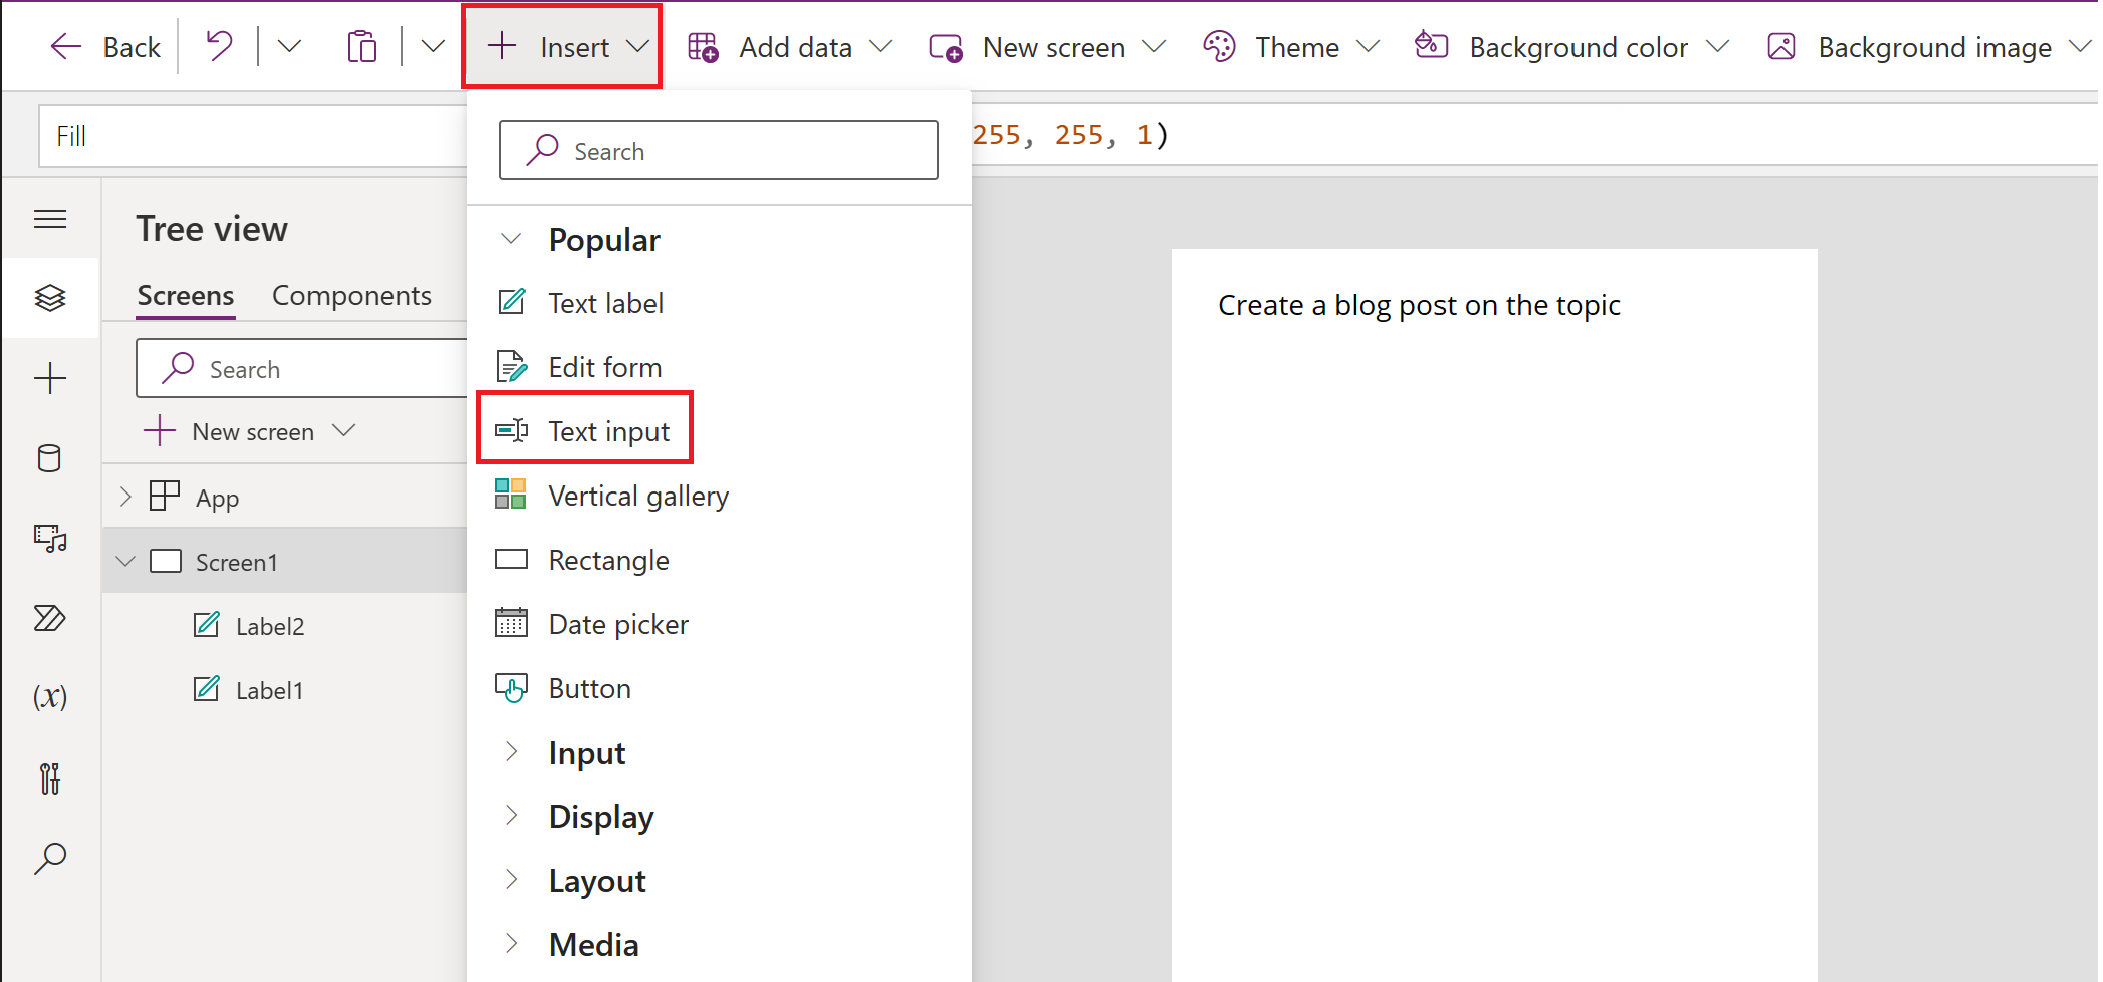 Back
Insert
Add data
New screen
Theme
Background color
Background image
Fill
255, 255, 1)
Tree view
Screens
Components
Search
New screen
App
Screen1
Label2
Label1
(x)
Search
Popular
Text label
Edit form
Text input
Vertical gallery
Rectangle
Date picker
Button
Input
Display
Layout
Media
Create a blog post on the topic